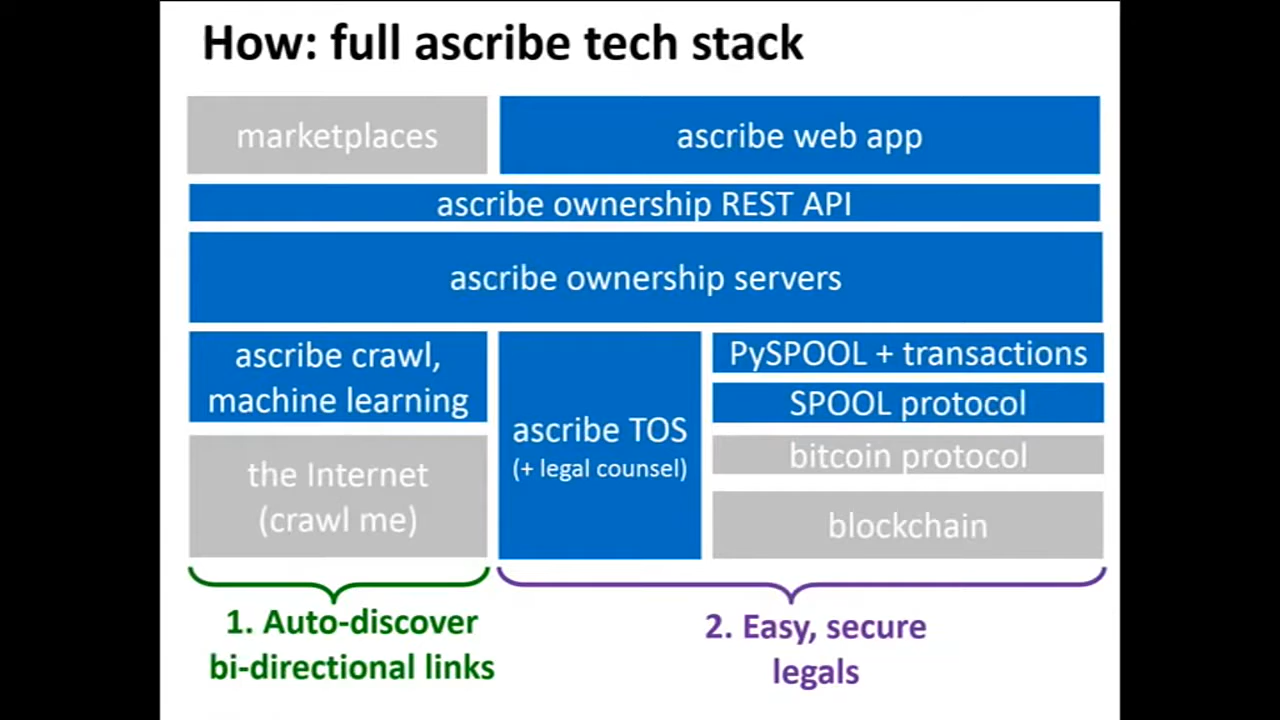 How: full ascribe tech stack
marketplaces
ascribe web app
ascribe ownership REST API
ascribe ownership servers
ascribe crawl,
machine learning
the Internet
(crawl me)
ascribe TOS
(+ legal counsel)
PySPOOL + transactions
SPOOL protocol
bitcoin protocol
blockchain
1. Auto-discover
bi-directional links
2. Easy, secure
legals